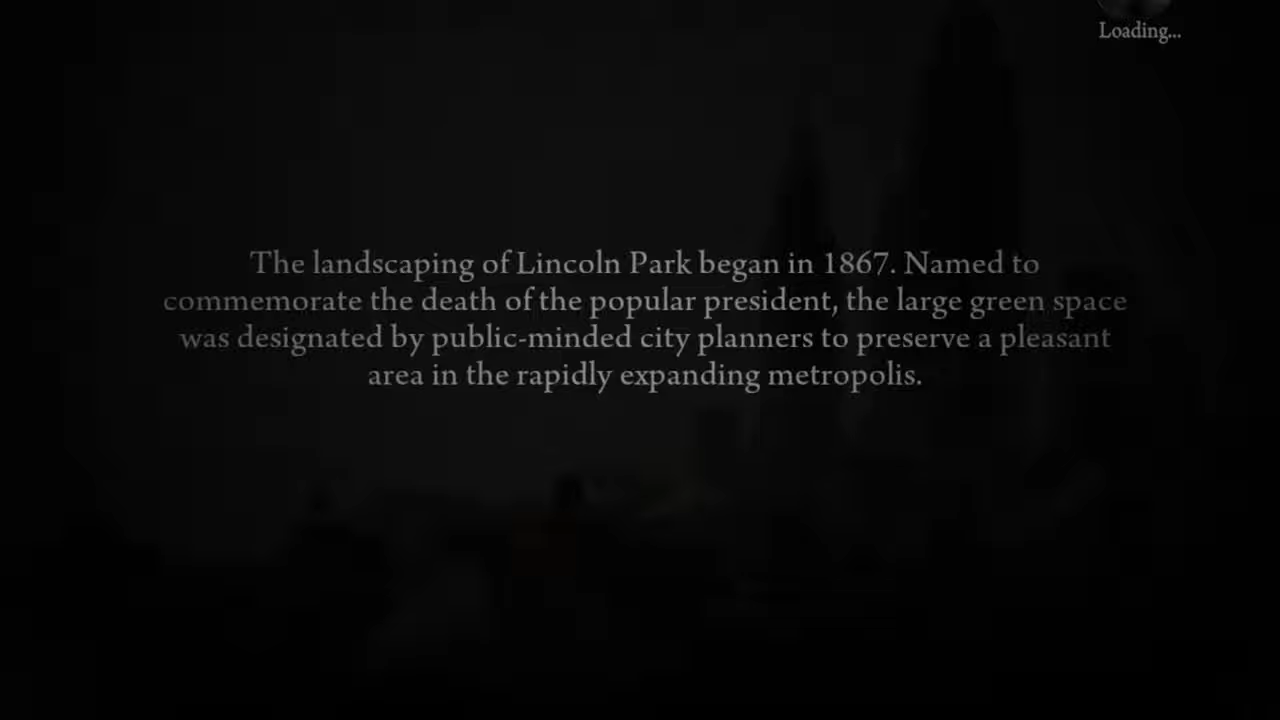 Loading...
The landscaping of Lincoln Park began in 1867. Named to
commemorate the death of the popular president, the large green space
was designated by public-minded city planners to preserve a pleasant
area in the rapidly expanding metropolis.